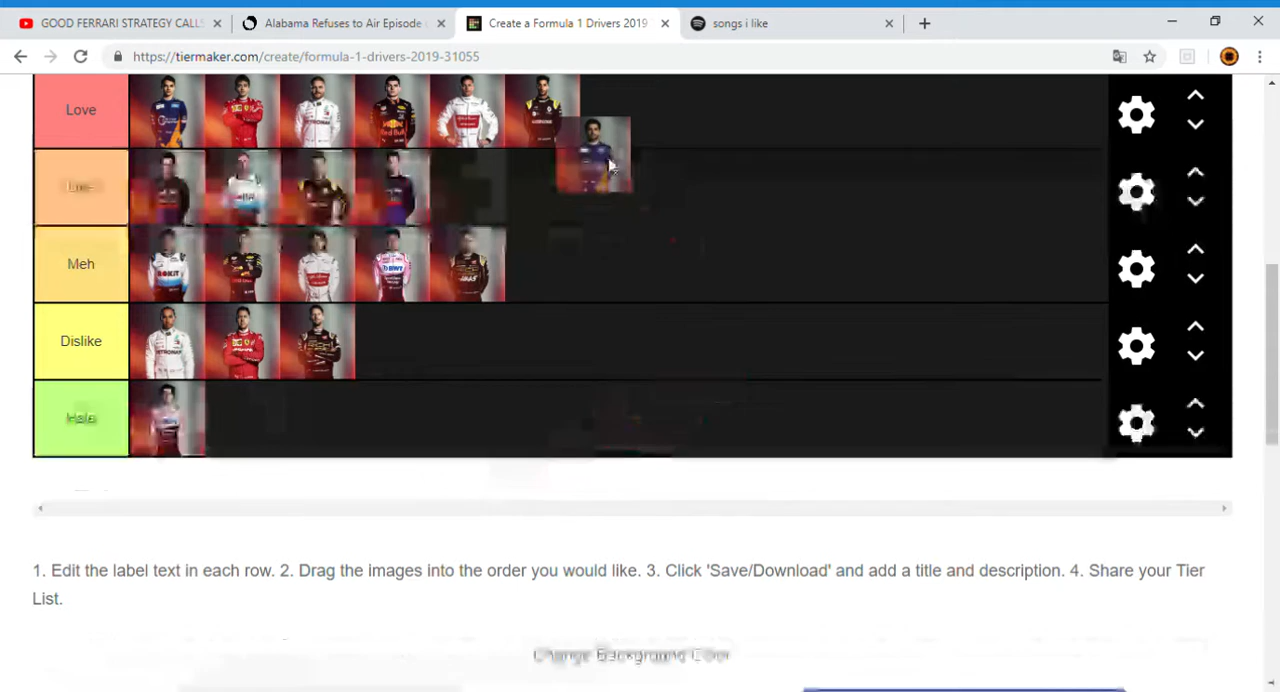 GOOD FERRARI STRATEGY CALLS
Alabama Refuses to Air Episode
Create a Formula 1 Drivers 2019
songs i like
https://tiermaker.com/create/formula-1-drivers-2019-31055
Love
Meh
Dislike
1. Edit the label text in each row. 2. Drag the images into the order you would like. 3. Click 'Save/Download' and add a title and description. 4. Share your Tier
List.
Change Background Color